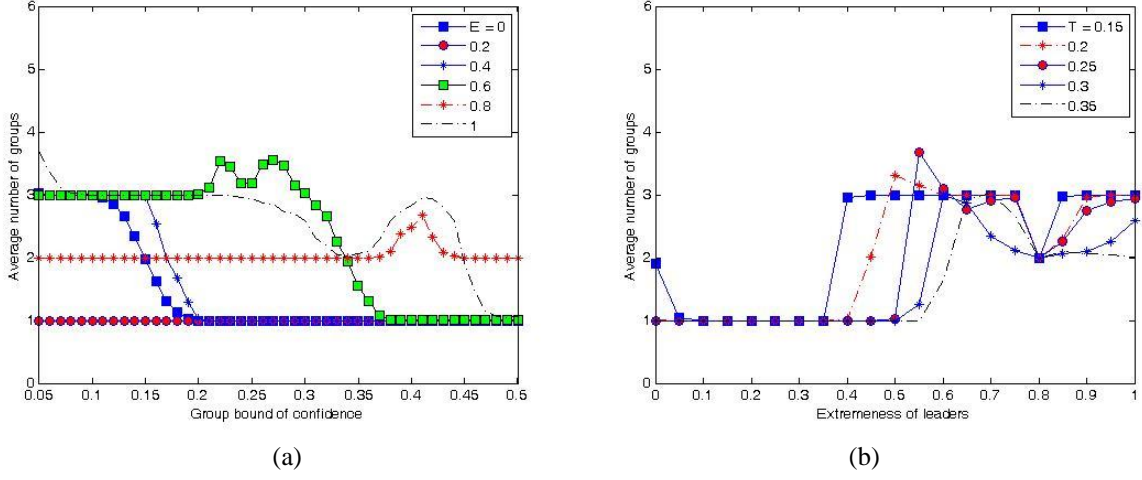 6
5
4
3
2
1
0
Average number of groups
0.05 0.1 0.15 0.2 0.25 0.3 0.35 0.4 0.45 0.5
Group bound of confidence
E = 0
0.2
0.4
0.6
0.8
1
(a)
6
5
4
3
2
1
0
Average number of groups
0 0.1 0.2 0.3 0.4 0.5 0.6 0.7 0.8 0.9 1
Extremeness of leaders
T = 0.15
0.2
0.25
0.3
0.35
(b)